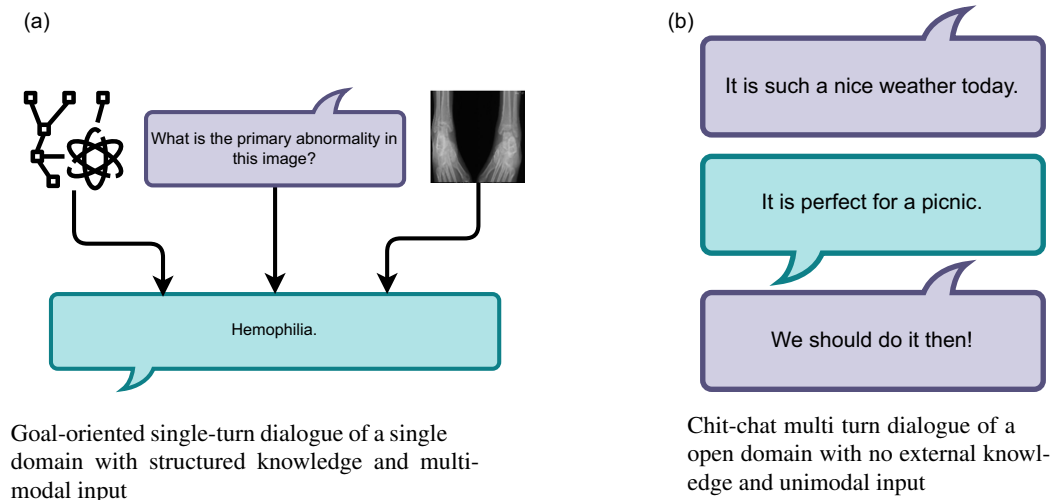 (a)
What is the primary abnormality in
this image?
Hemophilia.
Goal-oriented single-turn dialogue of a single
domain with structured knowledge and multi-
modal input
(b)
It is such a nice weather today.
It is perfect for a picnic.
We should do it then!
Chit-chat multi turn dialogue of a
open domain with no external knowl-
edge and unimodal input